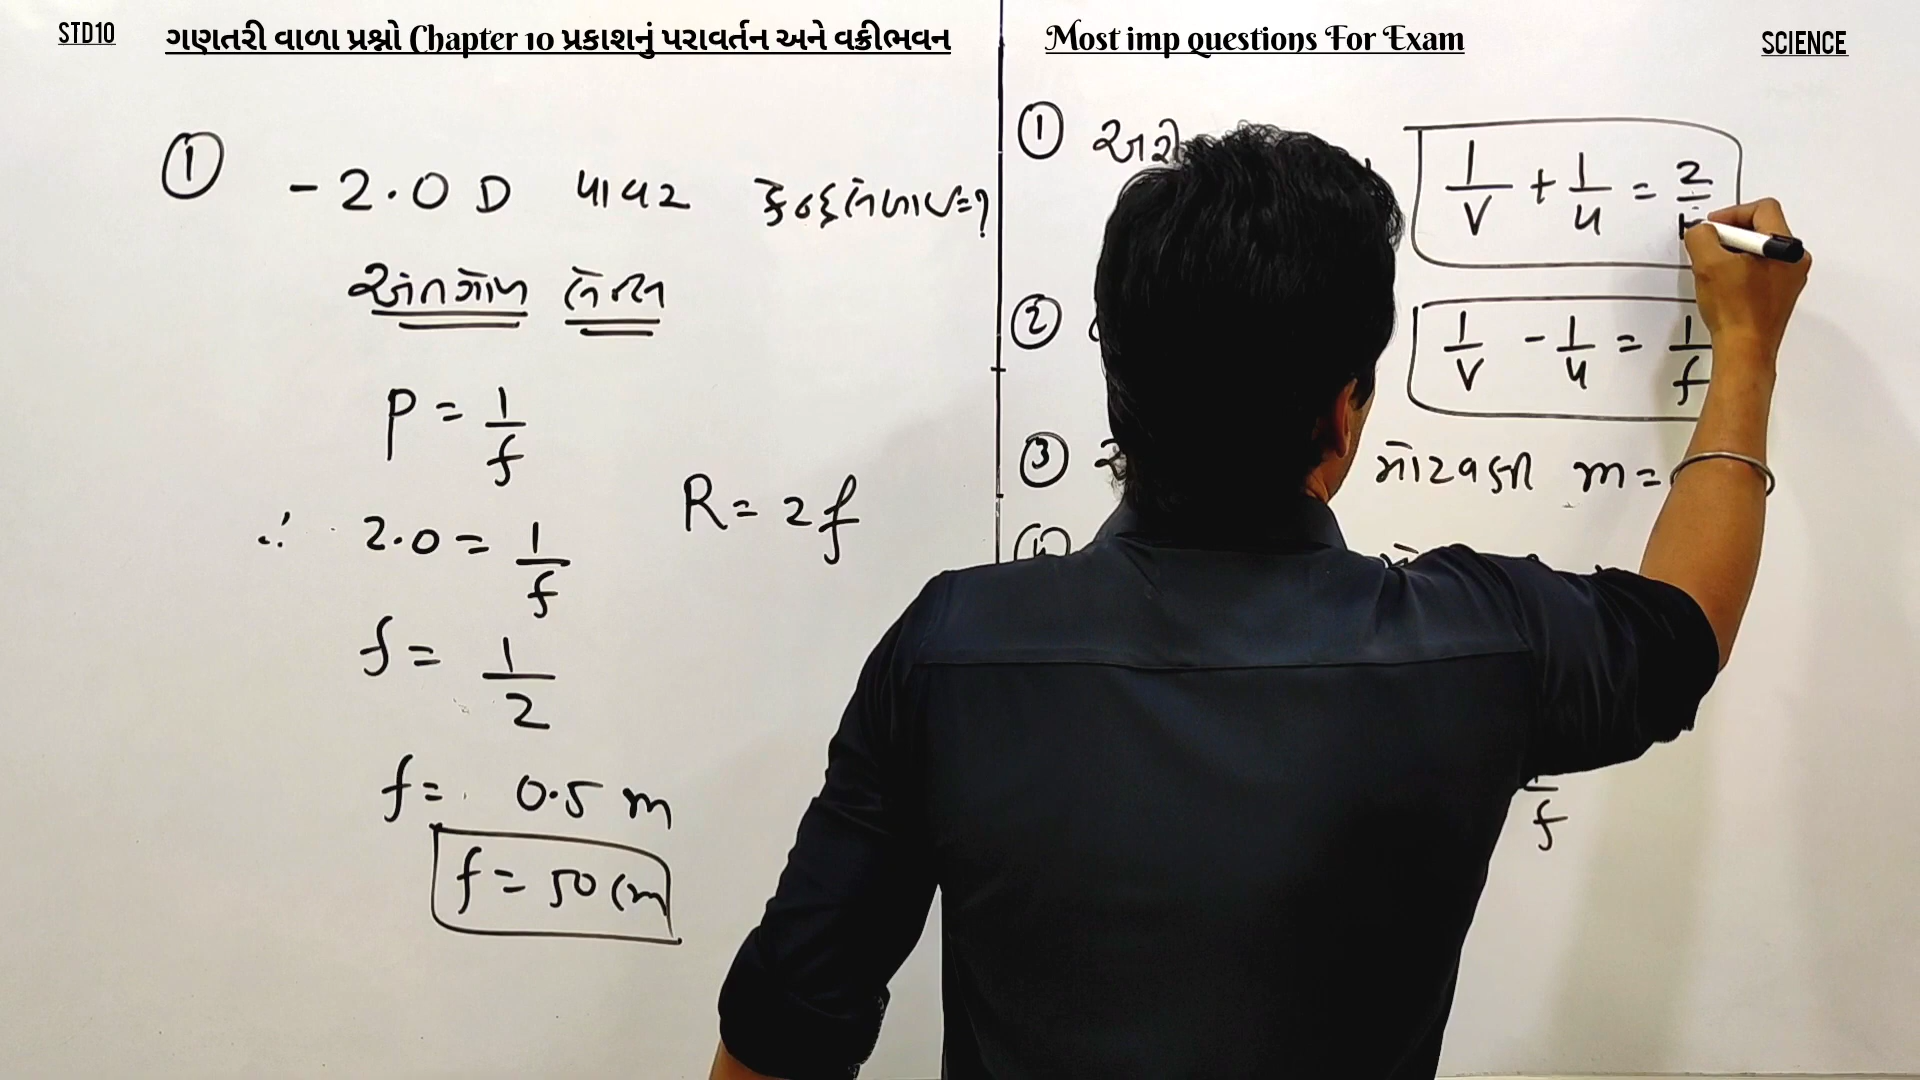 STD10
ગણતરી વાળા પ્રશ્નો Chapter 10 પ્રકાશનું પરાવર્તન અને વક્રીભવન
Most imp questions For Exam
SCIENCE
① -2.0 D પાવર
અંતર્ગોળ લેન્સ
P = 1/f
∴ 2.0 = 1/f
R = 2f
f = 1/2
f = 0.5 m
f = 50 cm
① 1/v + 1/u = 2/
② 1/v - 1/u = 1/f
③ મોટવણી m =
④
f